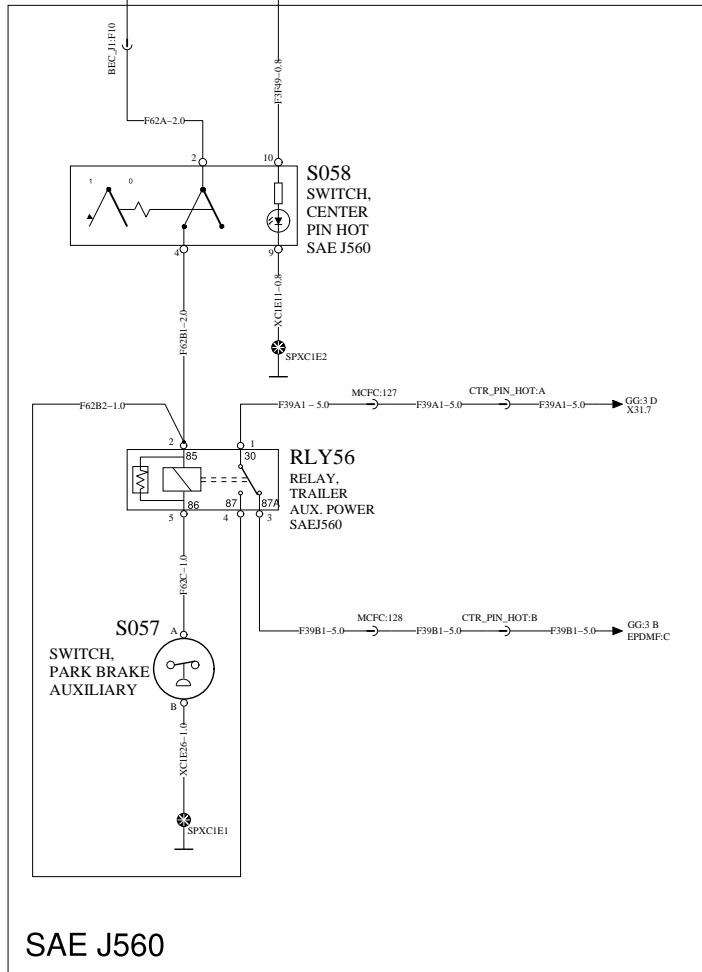 BEC_J1:F10
F3F49-0.8
F62A-2.0
2
10
1
0
S058
SWITCH,
CENTER
PIN HOT
SAE J560
4
9
F62B1-2.0
XC1E11-0.8
SPXC1E2
F62B2-1.0
F39A1-5.0
MCFC:127
F39A1-5.0
CTR_PIN_HOT:A
F39A1-5.0
GG:3 D
X31.7
2
1
85
30
RLY56
RELAY,
TRAILER
AUX. POWER
SAEJ560
86
87
87A
5
4
3
F62C-1.0
F39B1-5.0
MCFC:128
F39B1-5.0
CTR_PIN_HOT:B
F39B1-5.0
GG:3 B
EPDMF:C
S057
A
SWITCH,
PARK BRAKE
AUXILIARY
B
XC1E26-1.0
SPXC1E1
SAE J560